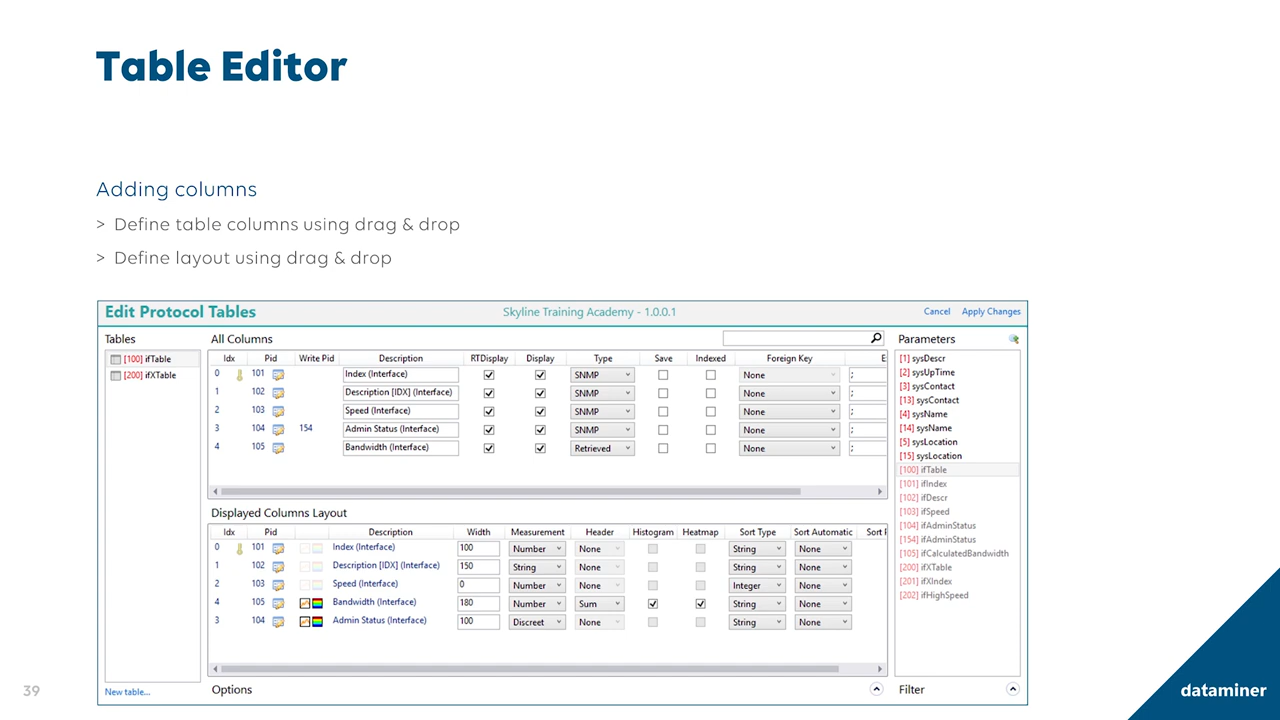 Table Editor
Adding columns
> Define table columns using drag & drop
> Define layout using drag & drop
Edit Protocol Tables
Skyline Training Academy - 1.0.0.1
Cancel Apply Changes
Tables
[100] ifTable
[200] ifXTable
New table...
All Columns
Idx Pid Write Pid Description RTDisplay Display Type Save Indexed Foreign Key E
0 101 Index (Interface) SNMP None ;
1 102 Description [IDX] (Interface) SNMP None ;
2 103 Speed (Interface) SNMP None ;
3 104 154 Admin Status (Interface) SNMP None ;
4 105 Bandwidth (Interface) Retrieved None ;
Displayed Columns Layout
Idx Pid Description Width Measurement Header Histogram Heatmap Sort Type Sort Automatic Sort
0 101 Index (Interface) 100 Number None String None
1 102 Description [IDX] (Interface) 150 String None String None
2 103 Speed (Interface) 0 Number None Integer None
4 105 Bandwidth (Interface) 180 Number Sum String None
3 104 Admin Status (Interface) 100 Discreet None String None
Options
Parameters
[1] sysDescr
[2] sysUpTime
[3] sysContact
[13] sysContact
[4] sysName
[14] sysName
[5] sysLocation
[15] sysLocation
[100] ifTable
[101] ifIndex
[102] ifDescr
[103] ifSpeed
[104] ifAdminStatus
[154] ifAdminStatus
[105] ifCalculatedBandwidth
[200] ifXTable
[201] ifXIndex
[202] ifHighSpeed
Filter
39
dataminer